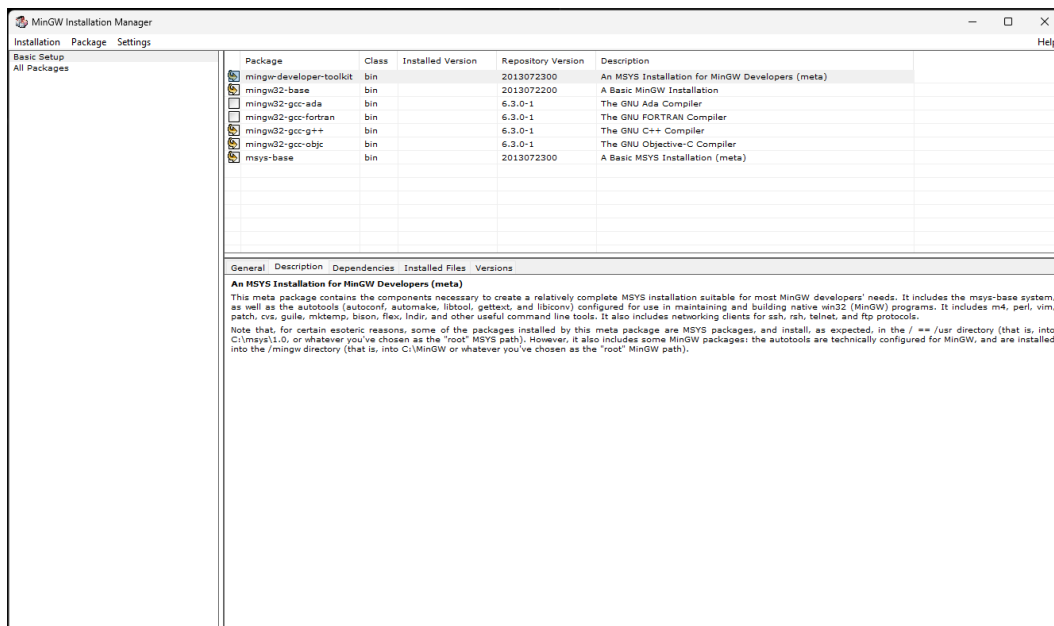 MinGW Installation Manager
Installation Package Settings Help
Basic Setup
All Packages
Package Class Installed Version Repository Version Description
mingw-developer-toolkit bin 2013072300 An MSYS Installation for MinGW Developers (meta)
mingw32-base bin 2013072200 A Basic MinGW Installation
mingw32-gcc-ada bin 6.3.0-1 The GNU Ada Compiler
mingw32-gcc-fortran bin 6.3.0-1 The GNU FORTRAN Compiler
mingw32-gcc-g++ bin 6.3.0-1 The GNU C++ Compiler
mingw32-gcc-objc bin 6.3.0-1 The GNU Objective-C Compiler
msys-base bin 2013072300 A Basic MSYS Installation (meta)
General Description Dependencies Installed Files Versions
An MSYS Installation for MinGW Developers (meta)
This meta package contains the components necessary to create a relatively complete MSYS installation suitable for most MinGW developers' needs. It includes the msys-base system,
as well as the autotools (autoconf, automake, libtool, gettext, and libiconv) configured for use in maintaining and building native win32 (MinGW) programs. It includes m4, perl, vim,
patch, cvs, guile, mktemp, bison, flex, lndir, and other useful command line tools. It also includes networking clients for ssh, rsh, telnet, and ftp protocols.
Note that, for certain esoteric reasons, some of the packages installed by this meta package are MSYS packages, and install, as expected, in the / == /usr directory (that is, into
C:\msys\1.0, or whatever you've chosen as the "root" MSYS path). However, it also includes some MinGW packages: the autotools are technically configured for MinGW, and are installed
into the /mingw directory (that is, into C:\MinGW or whatever you've chosen as the "root" MinGW path).